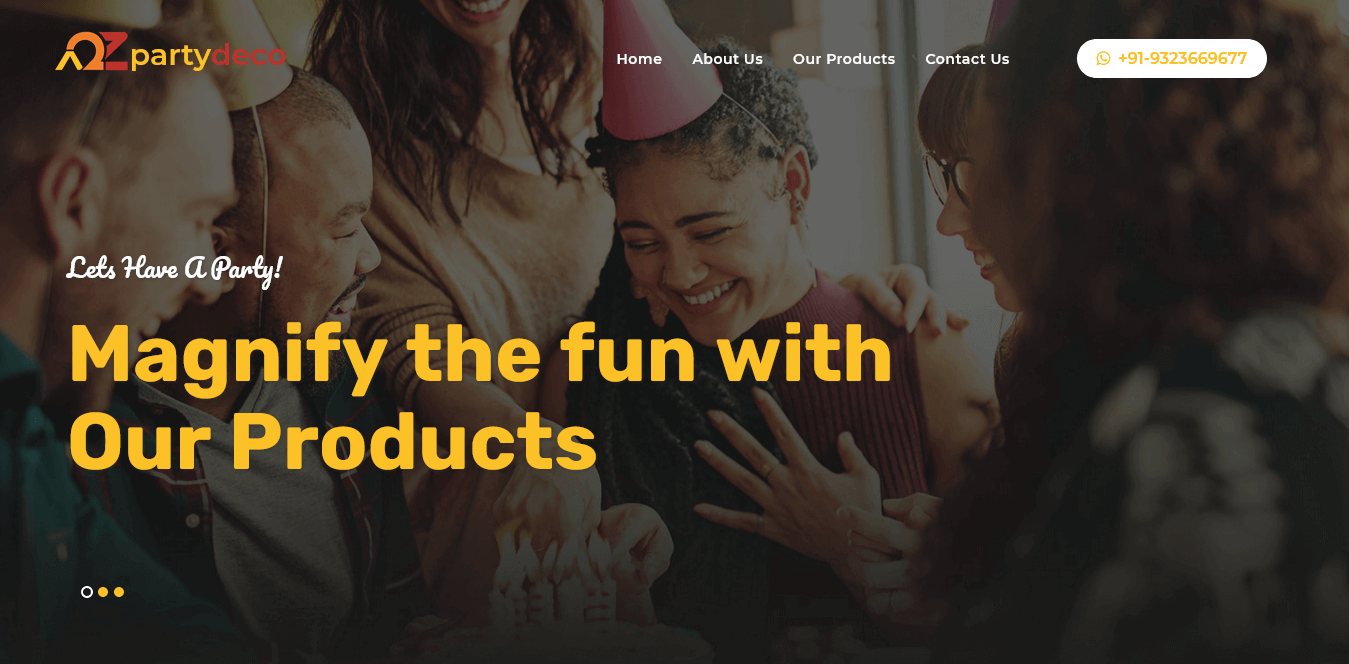 AZ partydeco
Home About Us Our Products Contact Us
+91-9323669677
Lets Have A Party!
Magnify the fun with
Our Products